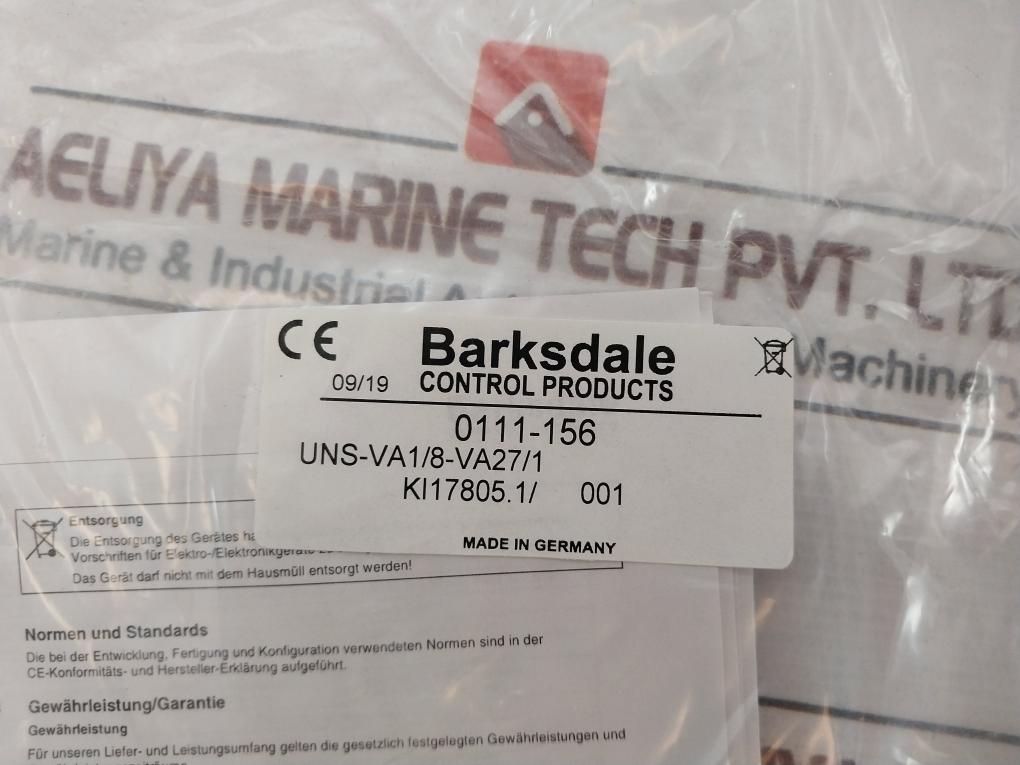 AELIYA MARINE TECH PVT. LTD
Marine & Industrial
Machinery
CE
Barksdale
09/19 CONTROL PRODUCTS
0111-156
UNS-VA1/8-VA27/1
KI17805.1/ 001
MADE IN GERMANY
Entsorgung
Die Entsorgung des Gerätes
Vorschriften für Elektro-/Elektronikgeräte
Das Gerät darf nicht mit dem Hausmüll entsorgt werden!
Normen und Standards
Die bei der Entwicklung, Fertigung und Konfiguration verwendeten Normen sind in der
CE-Konformitäts- und Hersteller-Erklärung aufgeführt.
Gewährleistung/Garantie
Gewährleistung
Für unseren Liefer- und Leistungsumfang gelten die gesetzlich festgelegten Gewährleistungen und